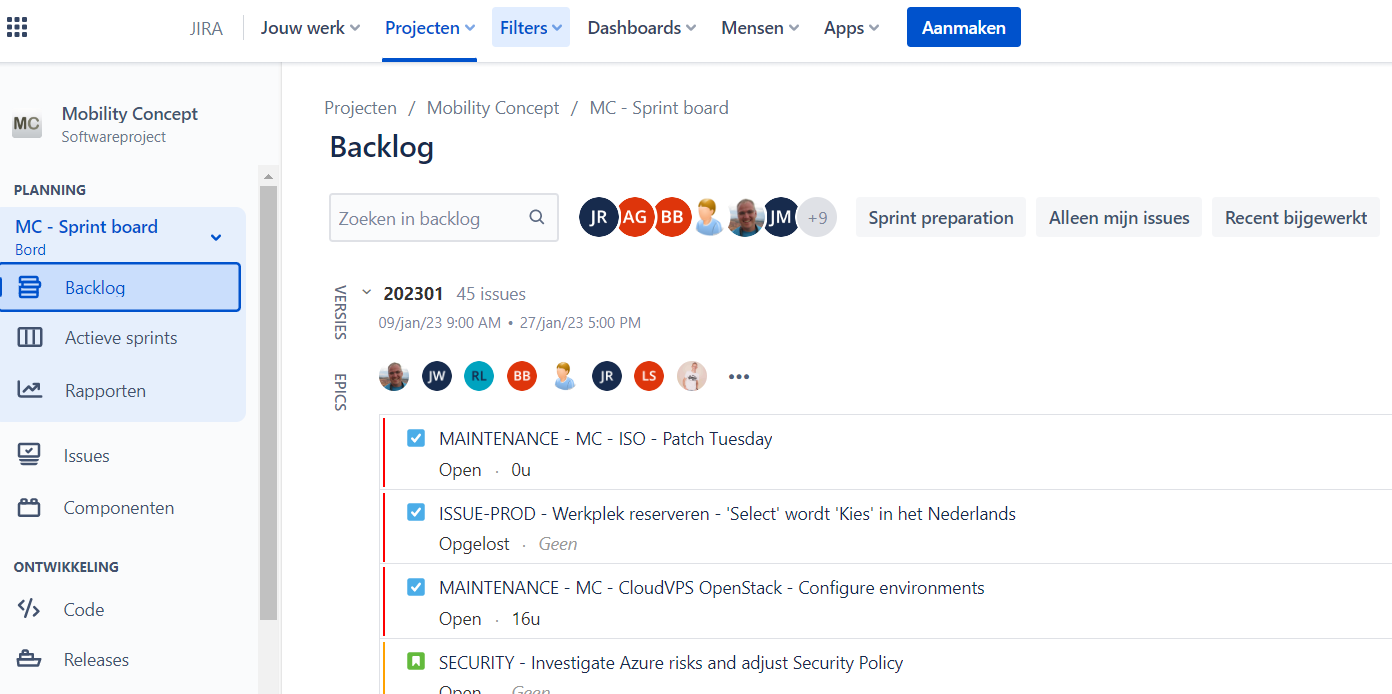 JIRA Jouw werk Projecten Filters Dashboards Mensen Apps Aanmaken
MC Mobility Concept
Softwareproject
PLANNING
MC - Sprint board
Bord
Backlog
Actieve sprints
Rapporten
Issues
Componenten
ONTWIKKELING
Code
Releases
Projecten / Mobility Concept / MC - Sprint board
Backlog
Zoeken in backlog JR AG BB JM +9 Sprint preparation Alleen mijn issues Recent bijgewerkt
VERSIES
EPICS
202301 45 issues
09/jan/23 9:00 AM • 27/jan/23 5:00 PM
JW RL BB JR LS •••
MAINTENANCE - MC - ISO - Patch Tuesday
Open · 0u
ISSUE-PROD - Werkplek reserveren - 'Select' wordt 'Kies' in het Nederlands
Opgelost · Geen
MAINTENANCE - MC - CloudVPS OpenStack - Configure environments
Open · 16u
SECURITY - Investigate Azure risks and adjust Security Policy
Open · Geen